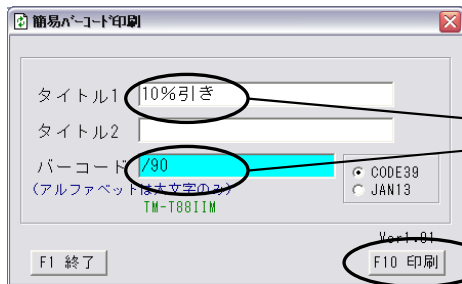 簡易バーコード印刷
タイトル1 10%引き
タイトル2
バーコード /90
(アルファベットは大文字のみ)
TM-T88IIM
CODE39
JAN13
Ver1.01
F1 終了
F10 印刷